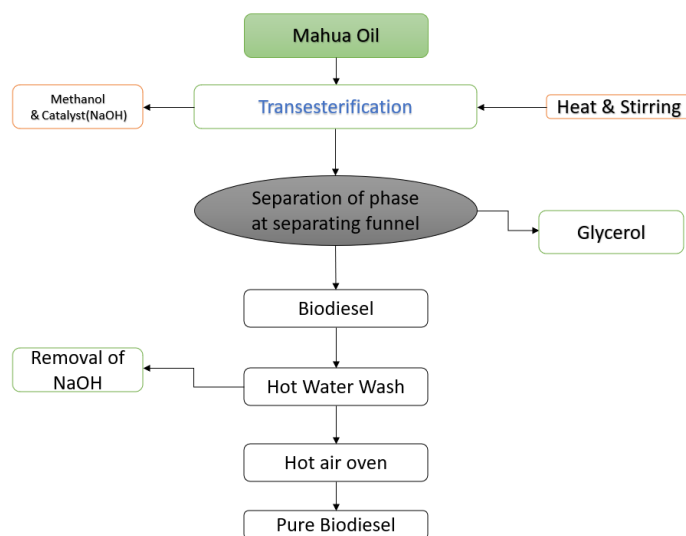 Mahua Oil
Methanol
& Catalyst(NaOH)
Transesterification
Heat & Stirring
Separation of phase
at separating funnel
Glycerol
Biodiesel
Removal of
NaOH
Hot Water Wash
Hot air oven
Pure Biodiesel